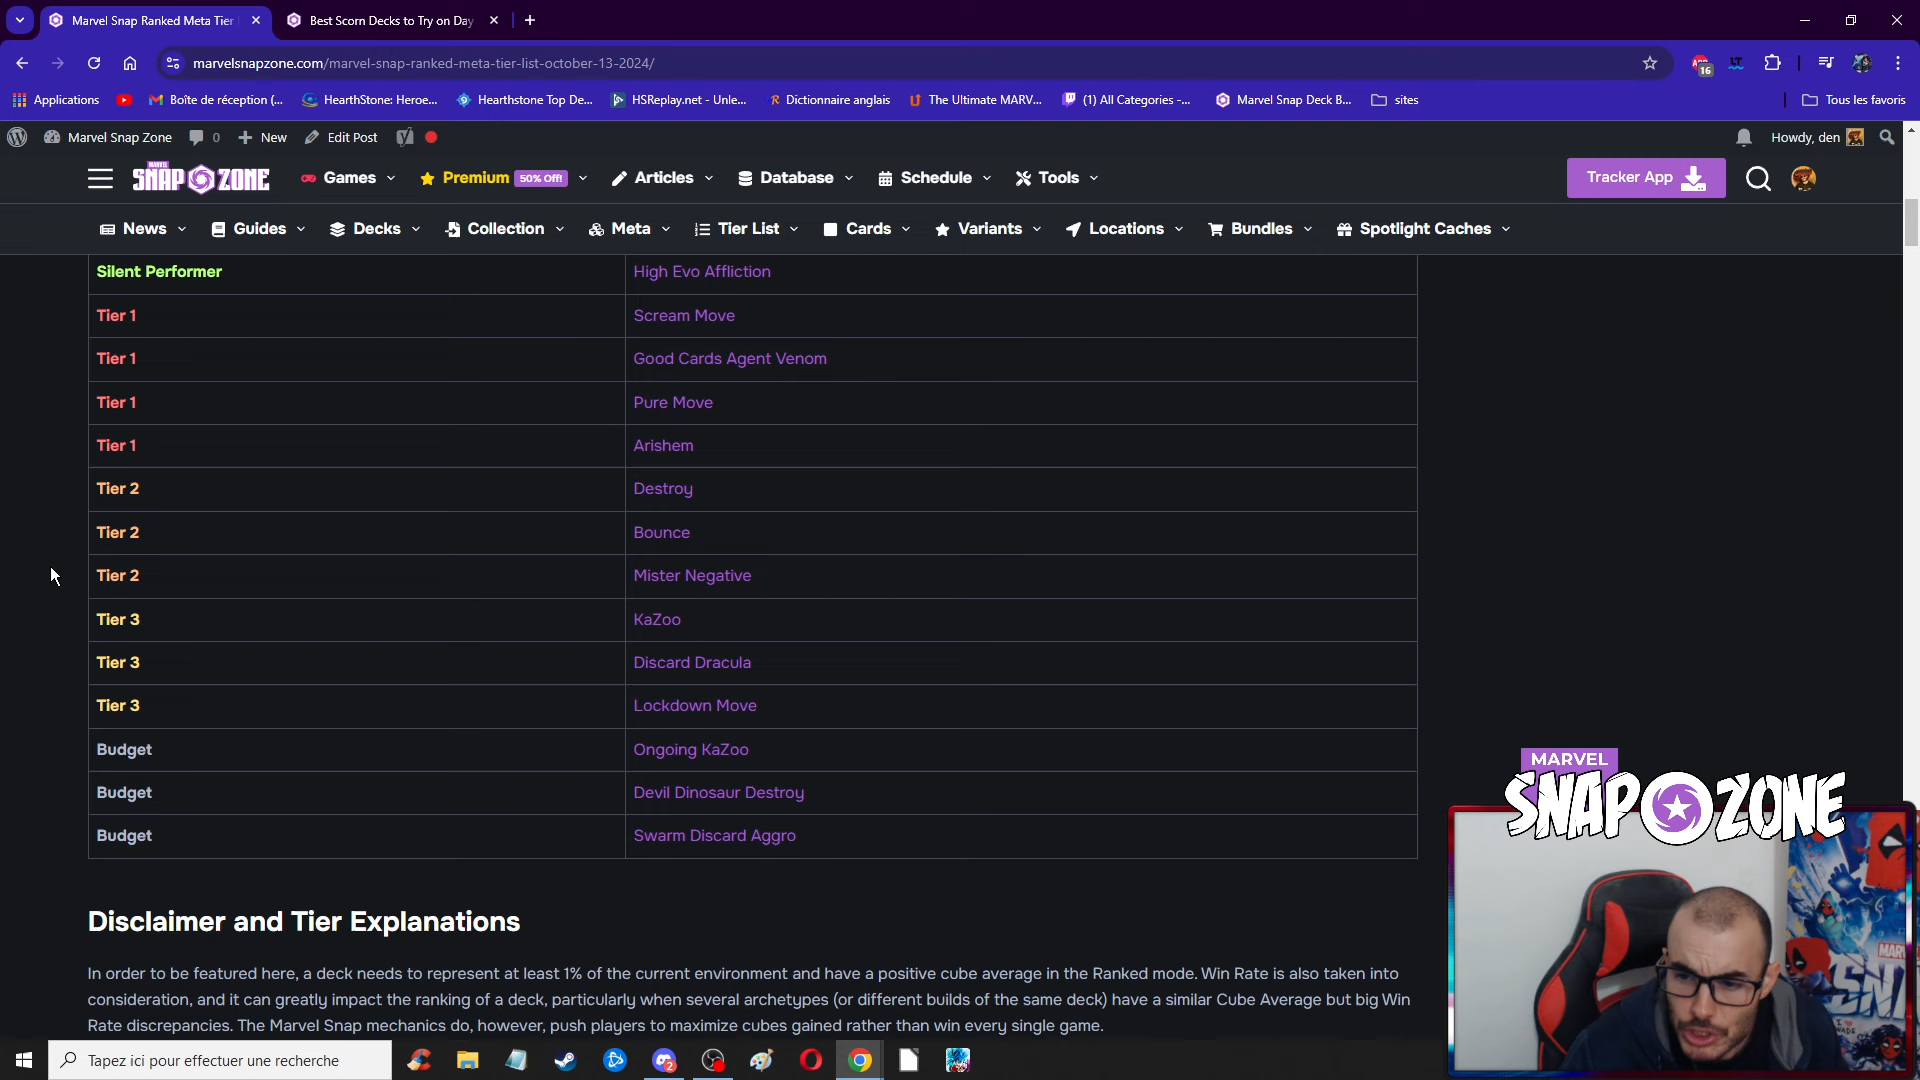 Marvel Snap Ranked Meta Tier
Best Scorn Decks to Try on Day
marvelsnapzone.com/marvel-snap-ranked-meta-tier-list-october-13-2024/
16
Applications
Boîte de réception (...
HearthStone: Heroe...
Hearthstone Top De...
HSReplay.net - Unle...
Dictionnaire anglais
The Ultimate MARV...
(1) All Categories -...
Marvel Snap Deck B...
sites
Tous les favoris
Marvel Snap Zone
0
New
Edit Post
Howdy, den
MARVEL
SNAP ZONE
Games
Premium
50% Off!
Articles
Database
Schedule
Tools
Tracker App
News
Guides
Decks
Collection
Meta
Tier List
Cards
Variants
Locations
Bundles
Spotlight Caches
Silent Performer High Evo Affliction
Tier 1 Scream Move
Tier 1 Good Cards Agent Venom
Tier 1 Pure Move
Tier 1 Arishem
Tier 2 Destroy
Tier 2 Bounce
Tier 2 Mister Negative
Tier 3 KaZoo
Tier 3 Discard Dracula
Tier 3 Lockdown Move
Budget Ongoing KaZoo
Budget Devil Dinosaur Destroy
Budget Swarm Discard Aggro
MARVEL
SNAP ZONE
Disclaimer and Tier Explanations
In order to be featured here, a deck needs to represent at least 1% of the current environment and have a positive cube average in the Ranked mode. Win Rate is also taken into
consideration, and it can greatly impact the ranking of a deck, particularly when several archetypes (or different builds of the same deck) have a similar Cube Average but big Win
Rate discrepancies. The Marvel Snap mechanics do, however, push players to maximize cubes gained rather than win every single game.
Tapez ici pour effectuer une recherche
2